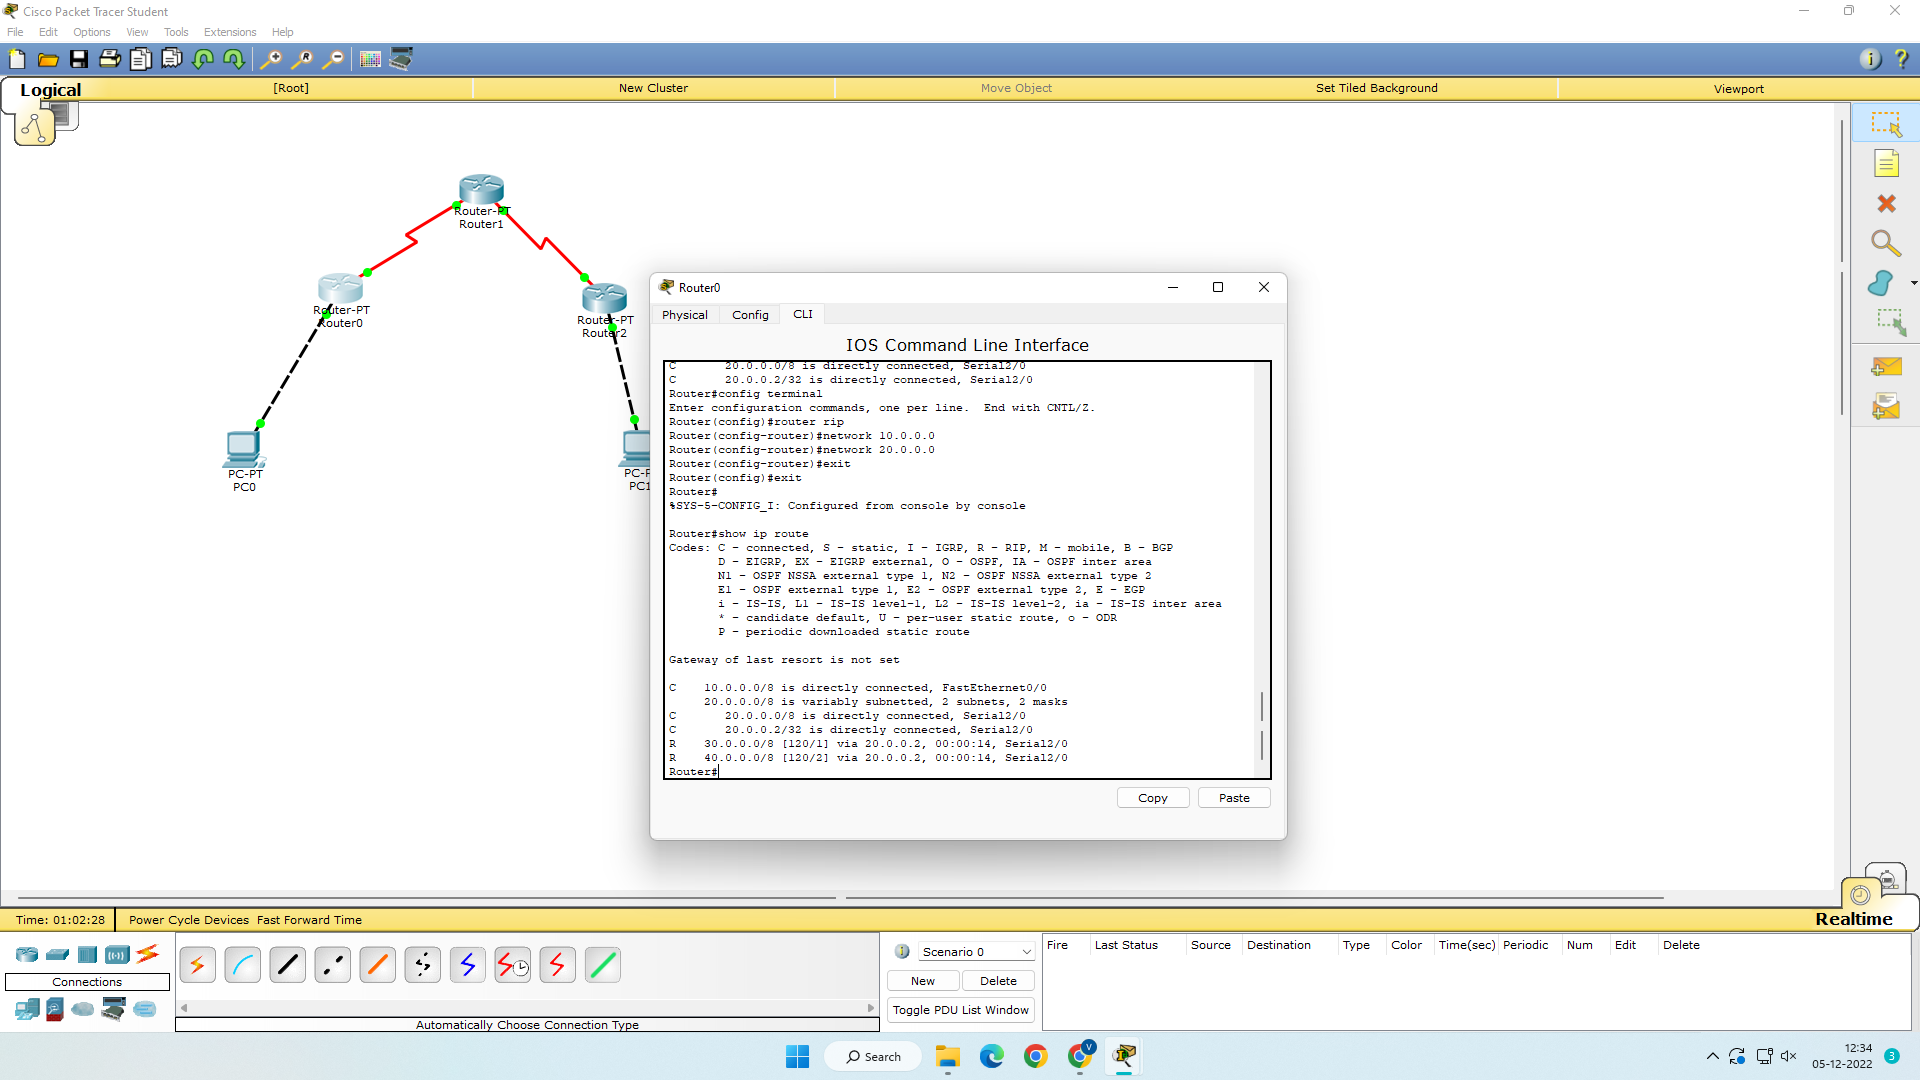 Cisco Packet Tracer Student
File Edit Options View Tools Extensions Help
Logical [Root] New Cluster Move Object Set Tiled Background Viewport
Router-PT
Router1
Router-PT
Router0
Router-PT
Router2
PC-PT
PC0
PC-P
PC1
Router0
Physical Config CLI
IOS Command Line Interface
C 20.0.0.0/8 is directly connected, Serial2/0
C 20.0.0.2/32 is directly connected, Serial2/0
Router#config terminal
Enter configuration commands, one per line. End with CNTL/Z.
Router(config)#router rip
Router(config-router)#network 10.0.0.0
Router(config-router)#network 20.0.0.0
Router(config-router)#exit
Router(config)#exit
Router#
%SYS-5-CONFIG_I: Configured from console by console
Router#show ip route
Codes: C - connected, S - static, I - IGRP, R - RIP, M - mobile, B - BGP
D - EIGRP, EX - EIGRP external, O - OSPF, IA - OSPF inter area
N1 - OSPF NSSA external type 1, N2 - OSPF NSSA external type 2
E1 - OSPF external type 1, E2 - OSPF external type 2, E - EGP
i - IS-IS, L1 - IS-IS level-1, L2 - IS-IS level-2, ia - IS-IS inter area
* - candidate default, U - per-user static route, o - ODR
P - periodic downloaded static route
Gateway of last resort is not set
C 10.0.0.0/8 is directly connected, FastEthernet0/0
20.0.0.0/8 is variably subnetted, 2 subnets, 2 masks
C 20.0.0.0/8 is directly connected, Serial2/0
C 20.0.0.2/32 is directly connected, Serial2/0
R 30.0.0.0/8 [120/1] via 20.0.0.2, 00:00:14, Serial2/0
R 40.0.0.0/8 [120/2] via 20.0.0.2, 00:00:14, Serial2/0
Router#
Copy Paste
Time: 01:02:28 Power Cycle Devices Fast Forward Time Realtime
Connections
Automatically Choose Connection Type
Scenario 0
New Delete
Toggle PDU List Window
Fire Last Status Source Destination Type Color Time(sec) Periodic Num Edit Delete
Search
V
12:34
05-12-2022
3